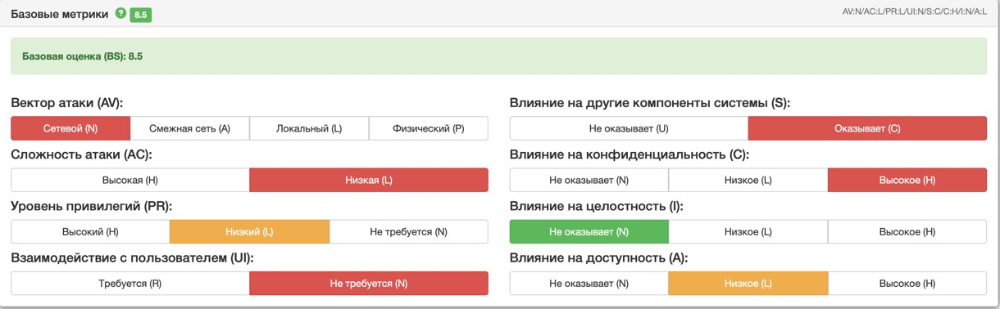 Базовые метрики ? 8.5
AV:N/AC:L/PR:L/UI:N/S:C/C:H/I:N/A:L
Базовая оценка (BS): 8.5
Вектор атаки (AV):
Сетевой (N) Смежная сеть (A) Локальный (L) Физический (P)
Сложность атаки (AC):
Высокая (H) Низкая (L)
Уровень привилегий (PR):
Высокий (H) Низкий (L) Не требуется (N)
Взаимодействие с пользователем (UI):
Требуется (R) Не требуется (N)
Влияние на другие компоненты системы (S):
Не оказывает (U) Оказывает (C)
Влияние на конфиденциальность (C):
Не оказывает (N) Низкое (L) Высокое (H)
Влияние на целостность (I):
Не оказывает (N) Низкое (L) Высокое (H)
Влияние на доступность (A):
Не оказывает (N) Низкое (L) Высокое (H)